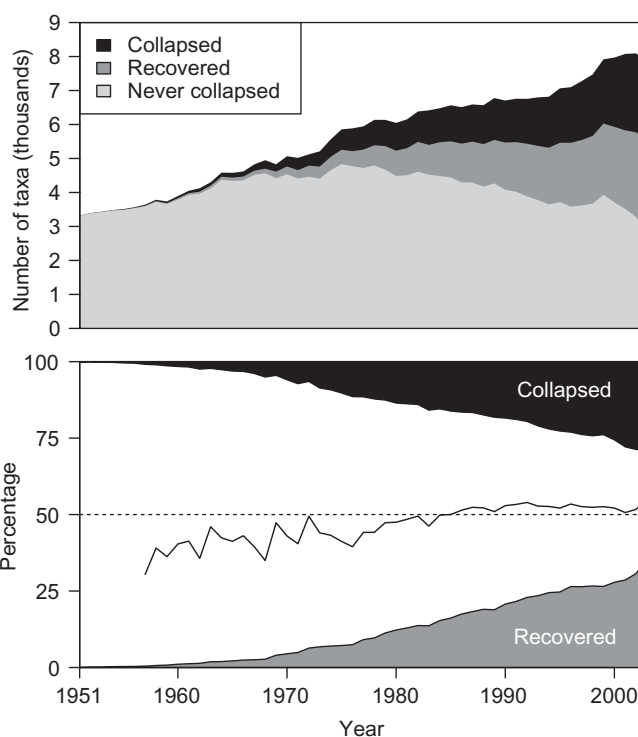 9
8
7
6
5
4
3
2
1
0
Number of taxa (thousands)
Collapsed
Recovered
Never collapsed
100
75
50
25
0
Percentage
Collapsed
Recovered
1951 1960 1970 1980 1990 2000
Year